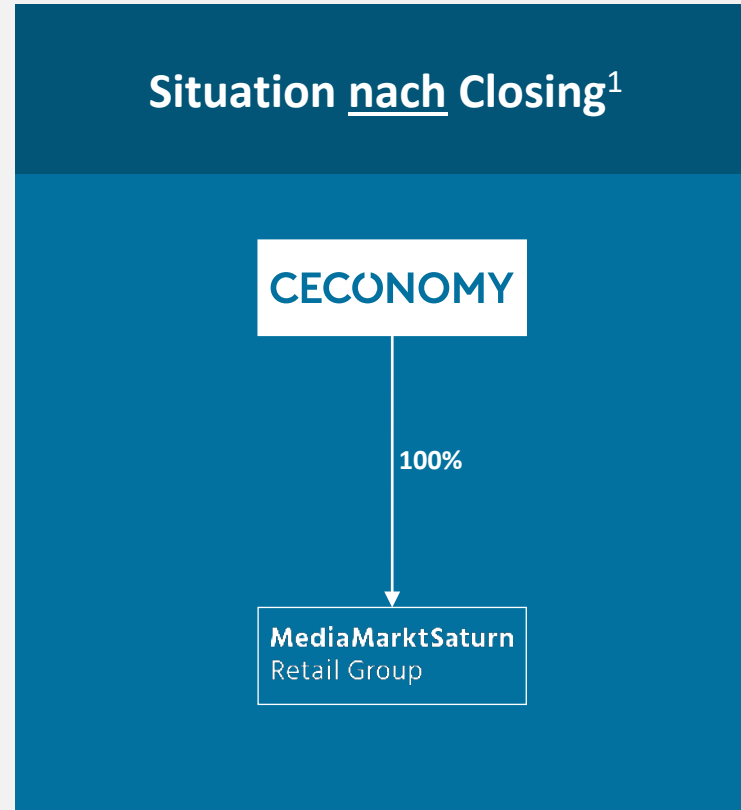 Situation nach Closing¹
CECONOMY
100%
MediaMarktSaturn
Retail Group